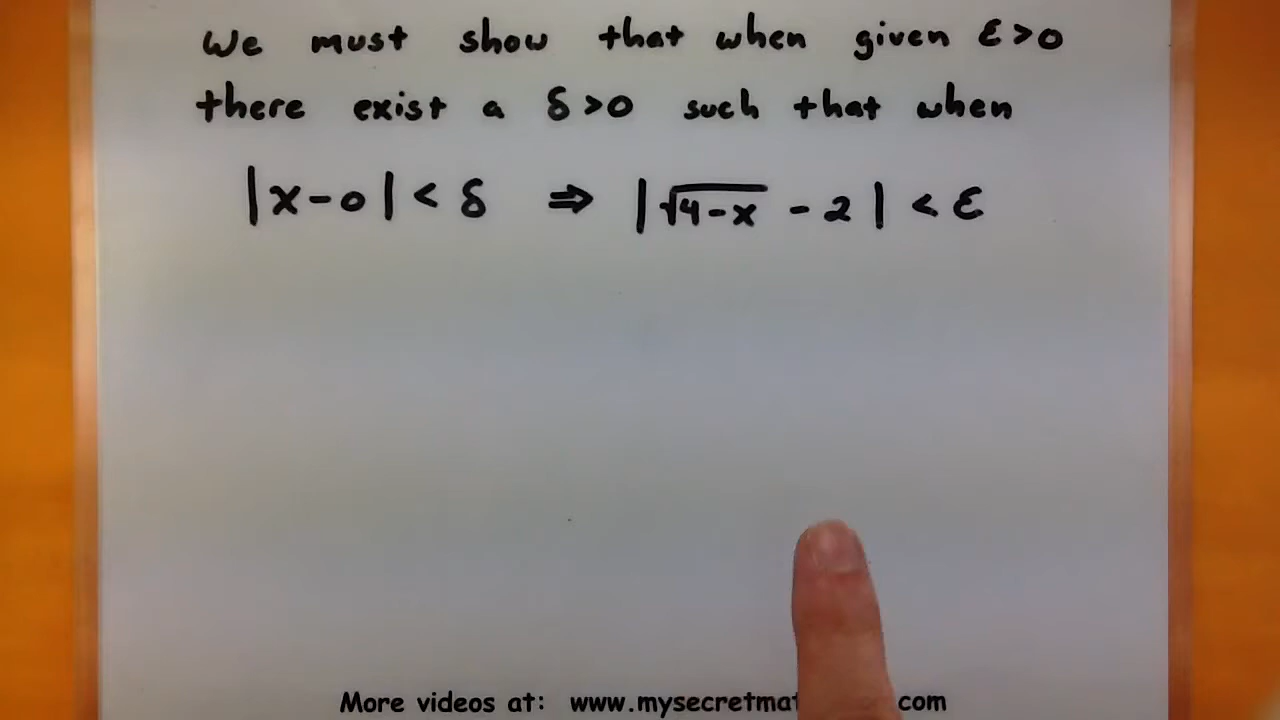 We must show that when given ε>0
there exist a δ>0 such that when
|x-0| < δ ⇒ |√4-x - 2| < ε
More videos at: www.mysecretmat com